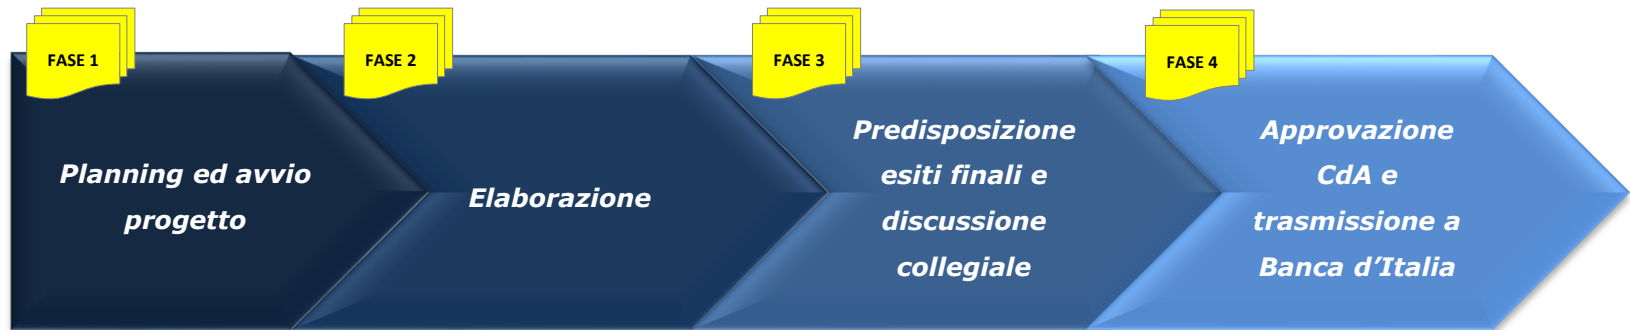 FASE 1
Planning ed avvio
progetto
FASE 2
Elaborazione
FASE 3
Predisposizione
esiti finali e
discussione
collegiale
FASE 4
Approvazione
CdA e
trasmissione a
Banca d’Italia